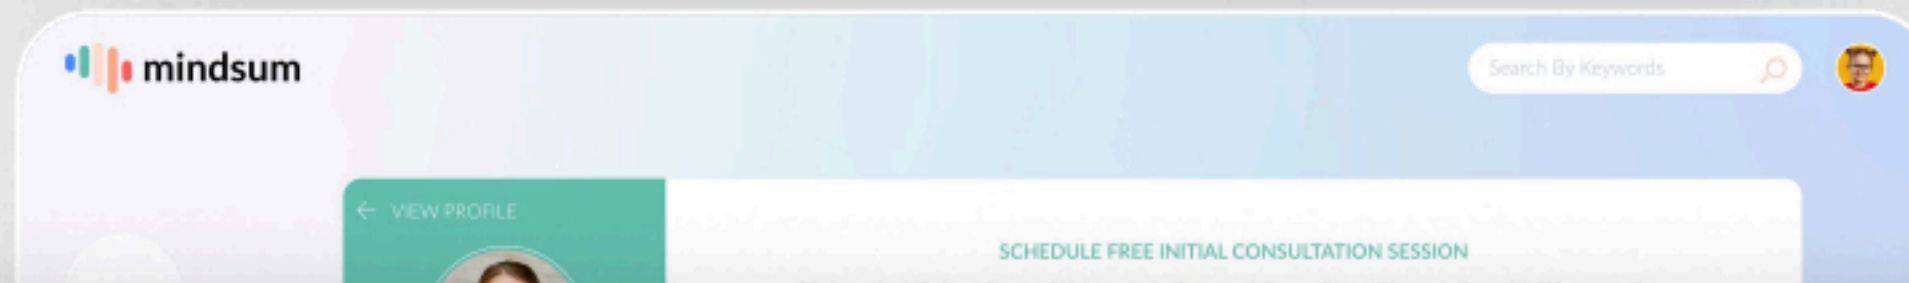 mindsum
Search By Keywords
VIEW PROFILE
SCHEDULE FREE INITIAL CONSULTATION SESSION